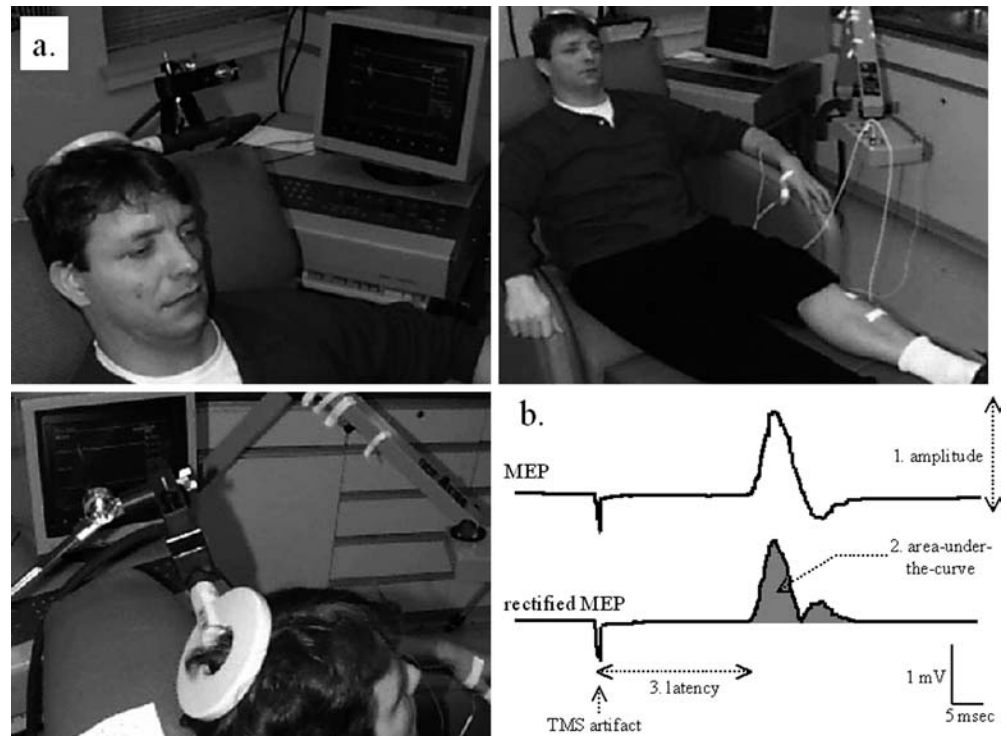 a.
b.
MEP
1. amplitude
2. area-under
-the-curve
rectified MEP
3. latency
1 mV
5 msec
TMS artifact